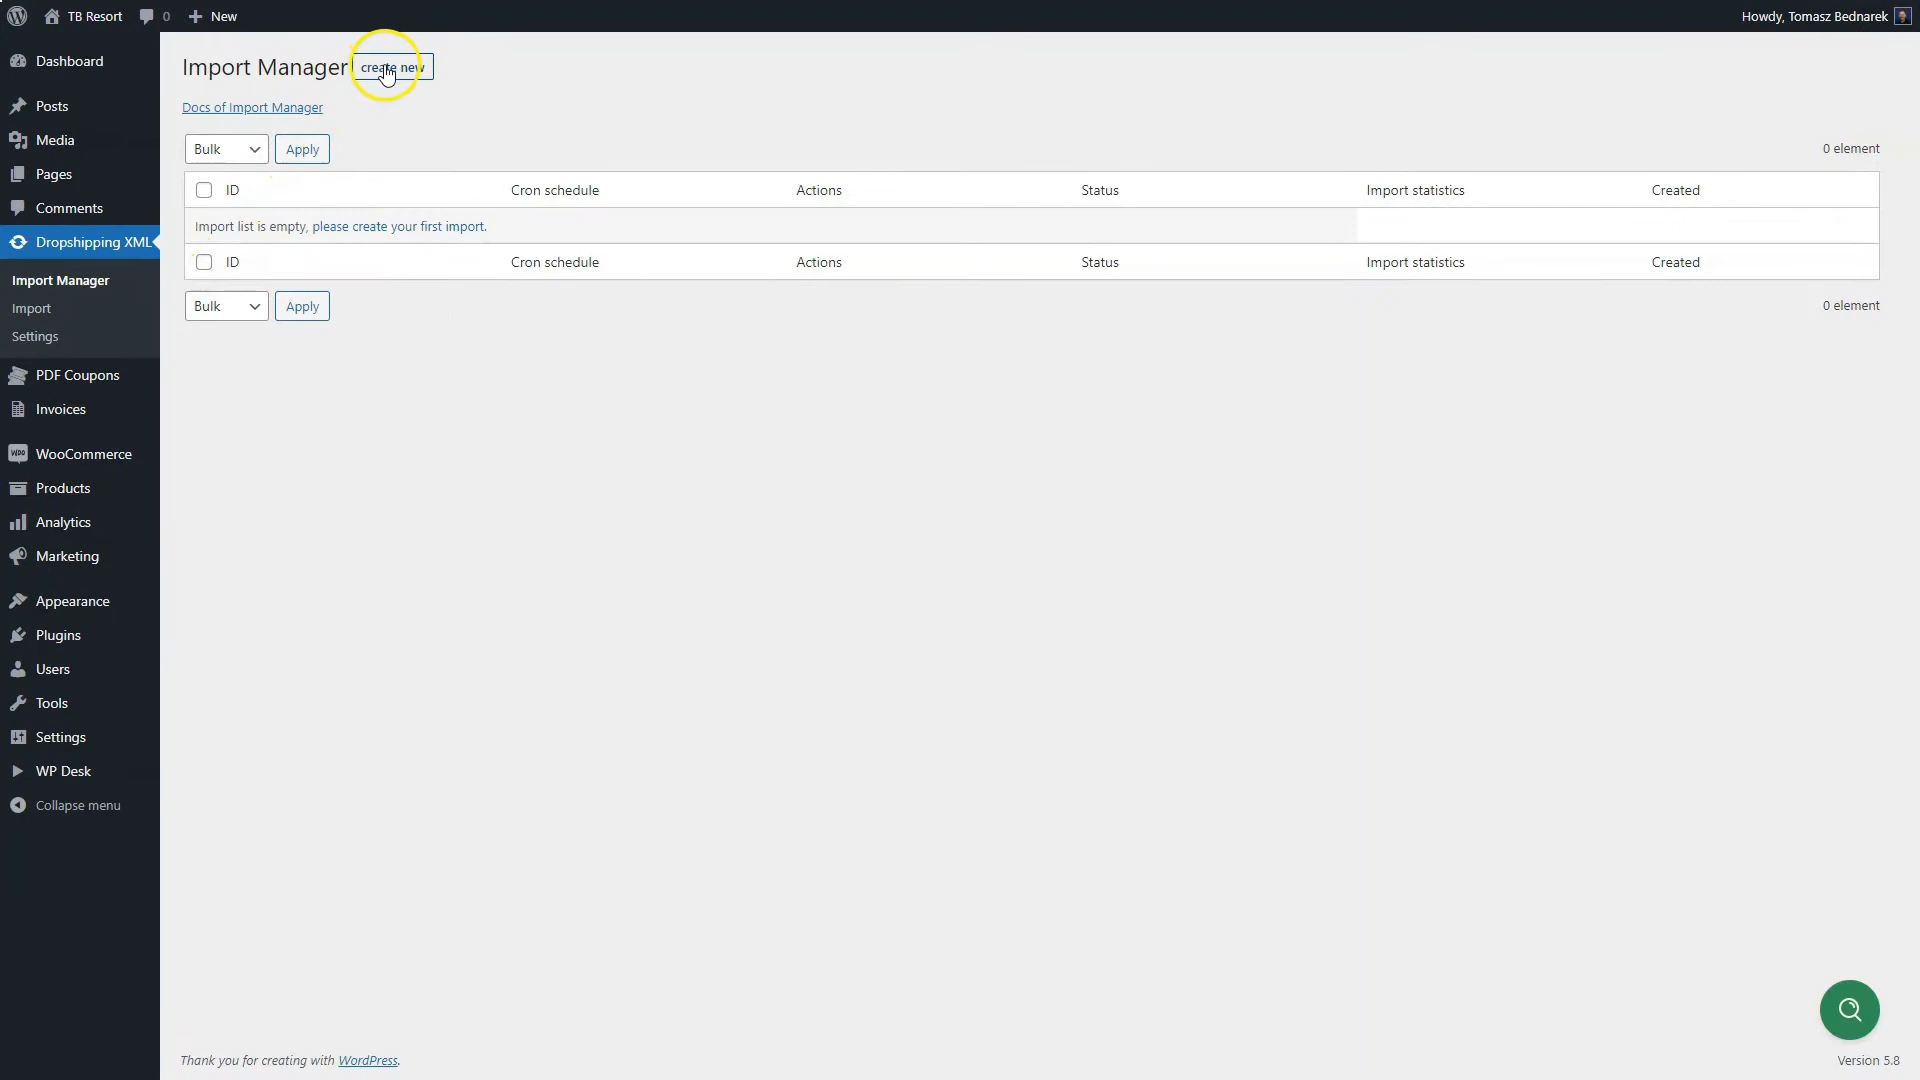 TB Resort 0 New Howdy, Tomasz Bednarek
Dashboard
Posts
Media
Pages
Comments
Dropshipping XML
Import Manager
Import
Settings
PDF Coupons
Invoices
WooCommerce
Products
Analytics
Marketing
Appearance
Plugins
Users
Tools
Settings
WP Desk
Collapse menu
Import Manager create new
Docs of Import Manager
Bulk Apply 0 element
ID Cron schedule Actions Status Import statistics Created
Import list is empty, please create your first import.
ID Cron schedule Actions Status Import statistics Created
Bulk Apply 0 element
Thank you for creating with WordPress. Version 5.8